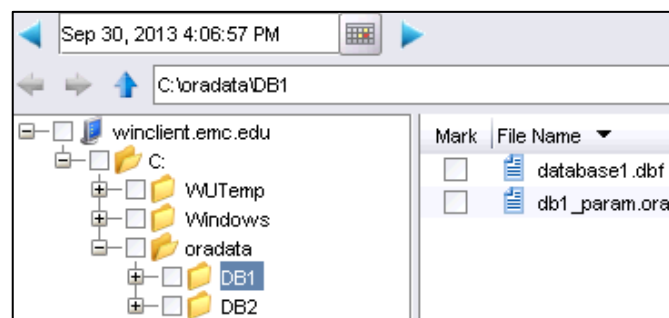 Sep 30, 2013 4:06:57 PM
C:\oradata\DB1
winclient.emc.edu
C:
WUTemp
Windows
oradata
DB1
DB2
Mark File Name
database1.dbf
db1_param.ora